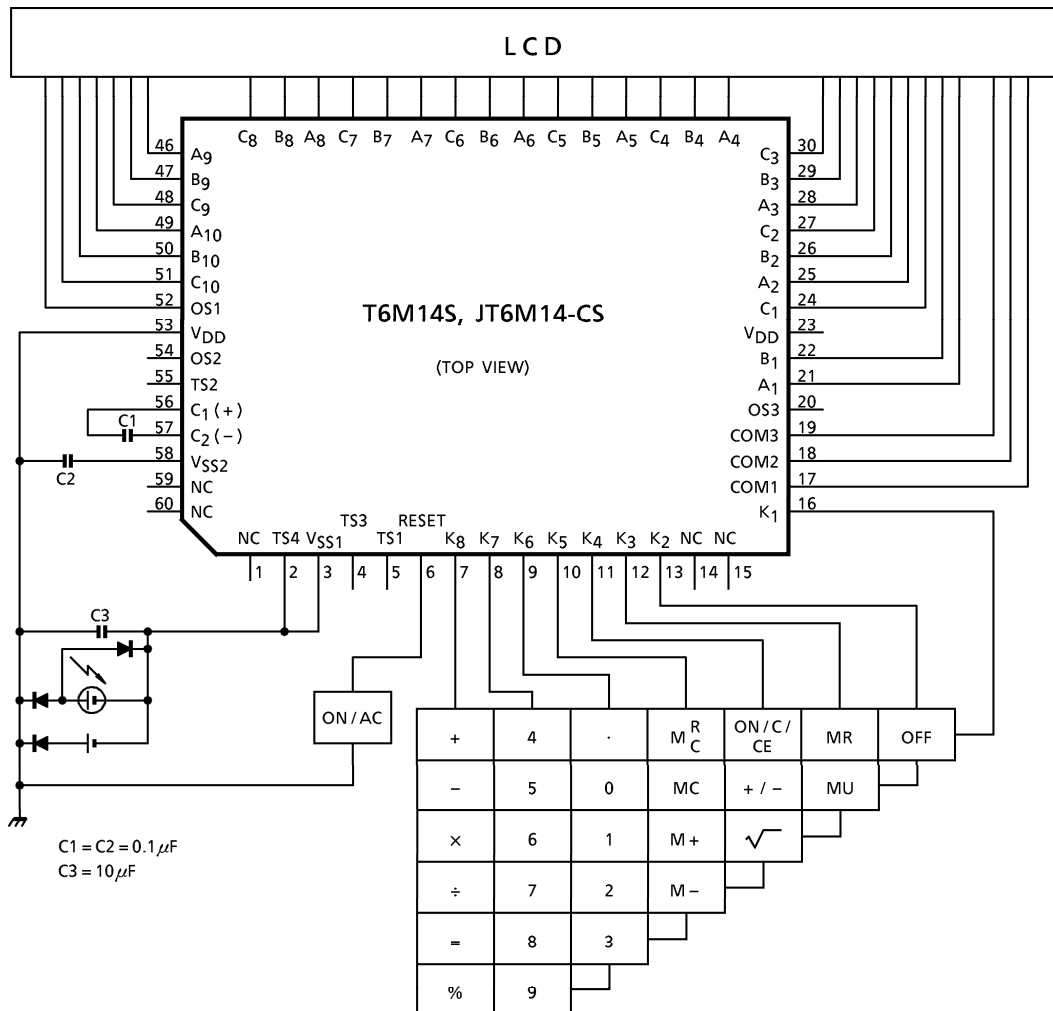 LCD
C8 B8 A8 C7 B7 A7 C6 B6 A6 C5 B5 A5 C4 B4 A4
46 A9
47 B9
48 C9
49 A10
50 B10
51 C10
52 OS1
53 VDD
54 OS2
55 TS2
56 C1 (+)
57 C2 (−)
58 VSS2
59 NC
60 NC
C1
C2
T6M14S, JT6M14-CS
(TOP VIEW)
C3 30
B3 29
A3 28
C2 27
B2 26
A2 25
C1 24
VDD 23
B1 22
A1 21
OS3 20
COM3 19
COM2 18
COM1 17
K1 16
NC TS4 VSS1 TS3 TS1 RESET K8 K7 K6 K5 K4 K3 K2 NC NC
1 2 3 4 5 6 7 8 9 10 11 12 13 14 15
C3
ON / AC
+ 4 · M R C ON / C / CE MR OFF
− 5 0 MC + / − MU
× 6 1 M + √
÷ 7 2 M −
= 8 3
% 9
C1 = C2 = 0.1 μF
C3 = 10 μF